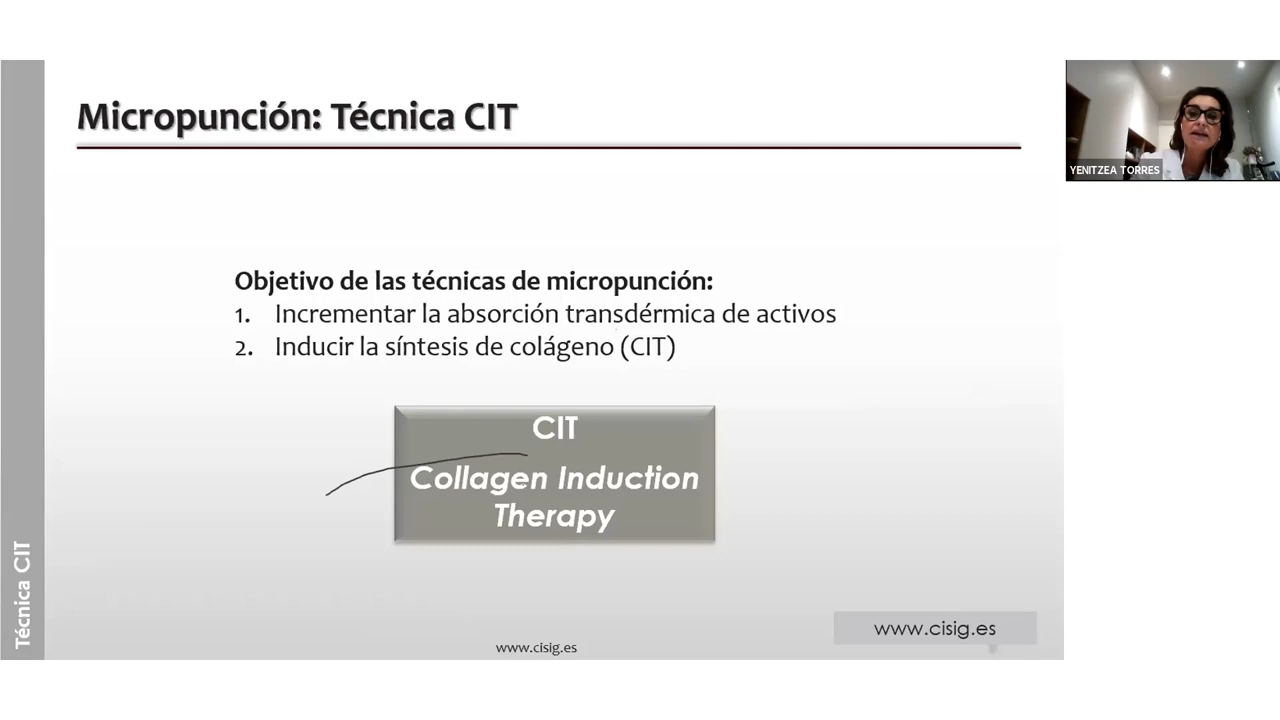 Micropunción: Técnica CIT
YENITZEA TORRES
Objetivo de las técnicas de micropunción:
1. Incrementar la absorción transdérmica de activos
2. Inducir la síntesis de colágeno (CIT)
CIT
Collagen Induction
Therapy
Técnica CIT
www.cisig.es
www.cisig.es